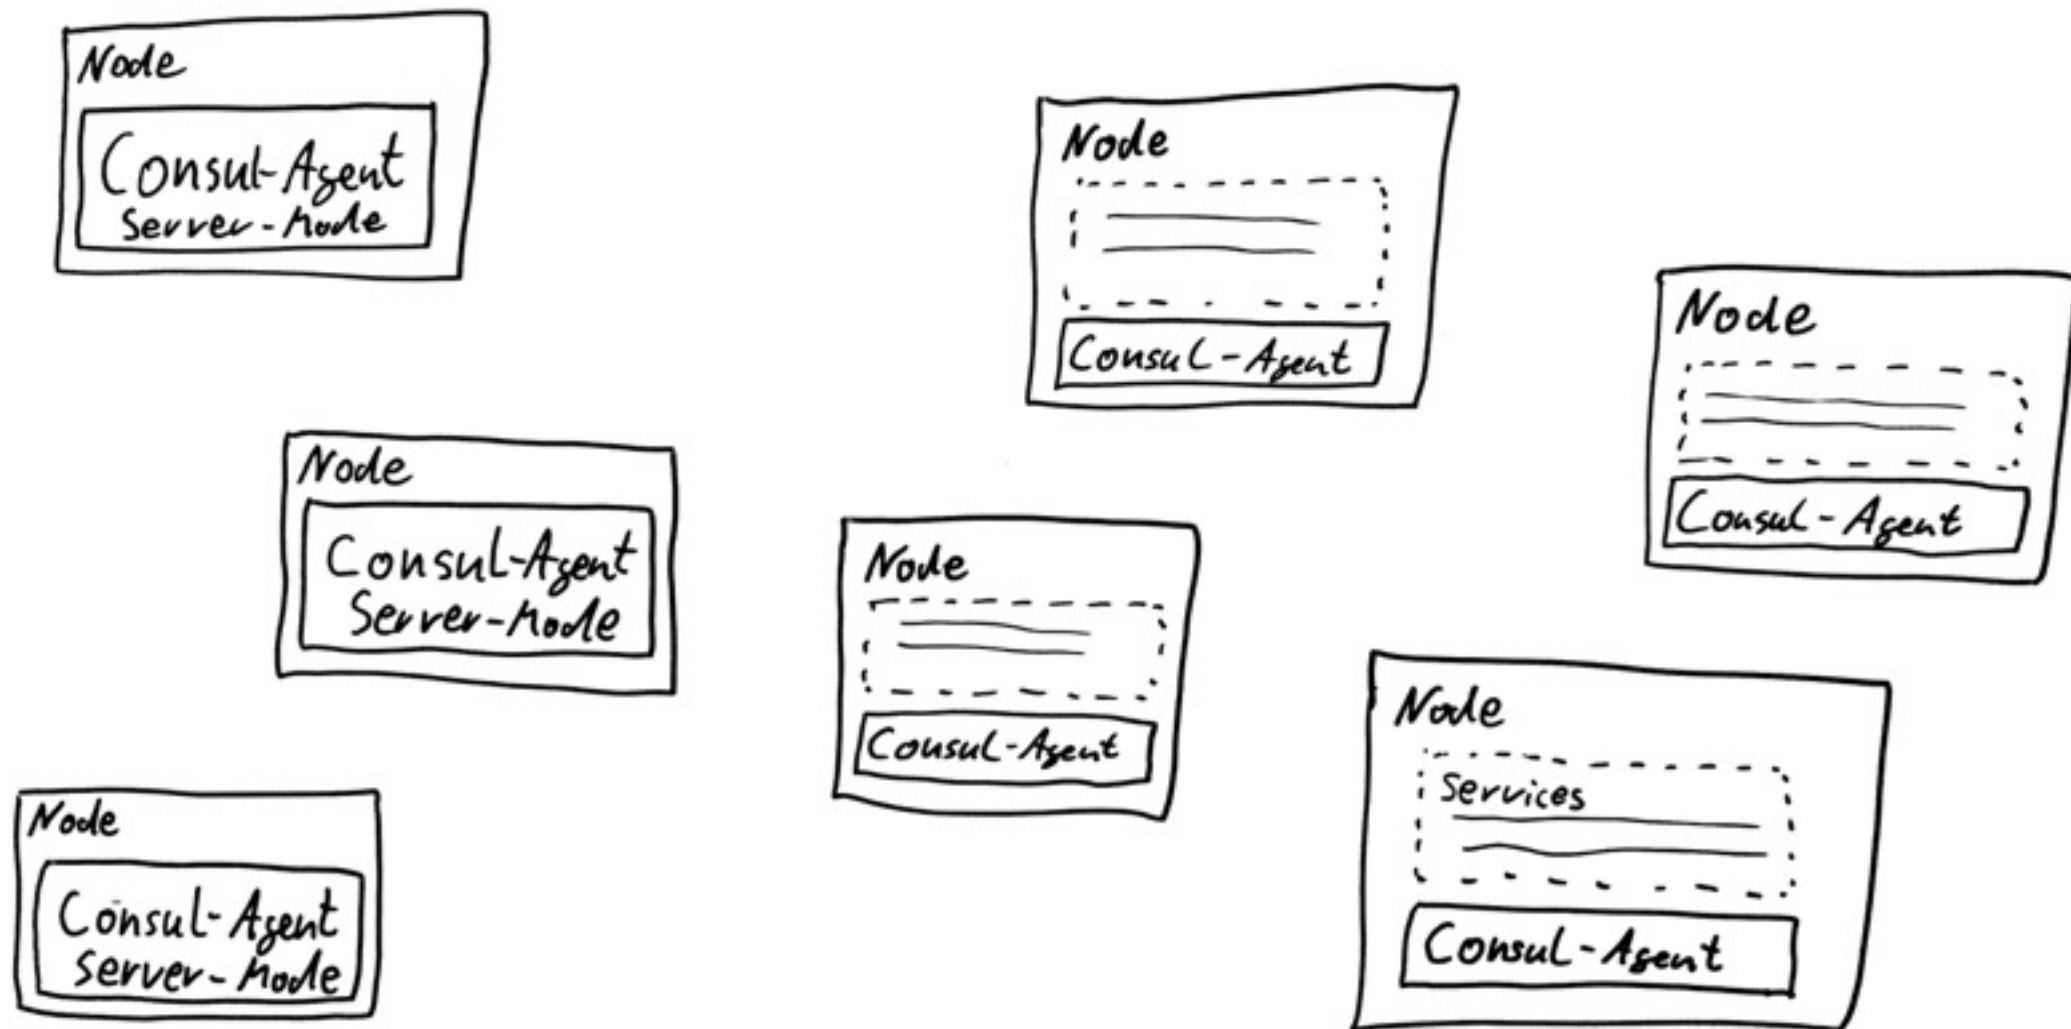 Node
Consul-Agent
Server-Mode
Node
Consul-Agent
Server-Mode
Node
Consul-Agent
Server-Mode
Node
Consul-Agent
Node
Consul-Agent
Node
Consul-Agent
Node
Services
Consul-Agent